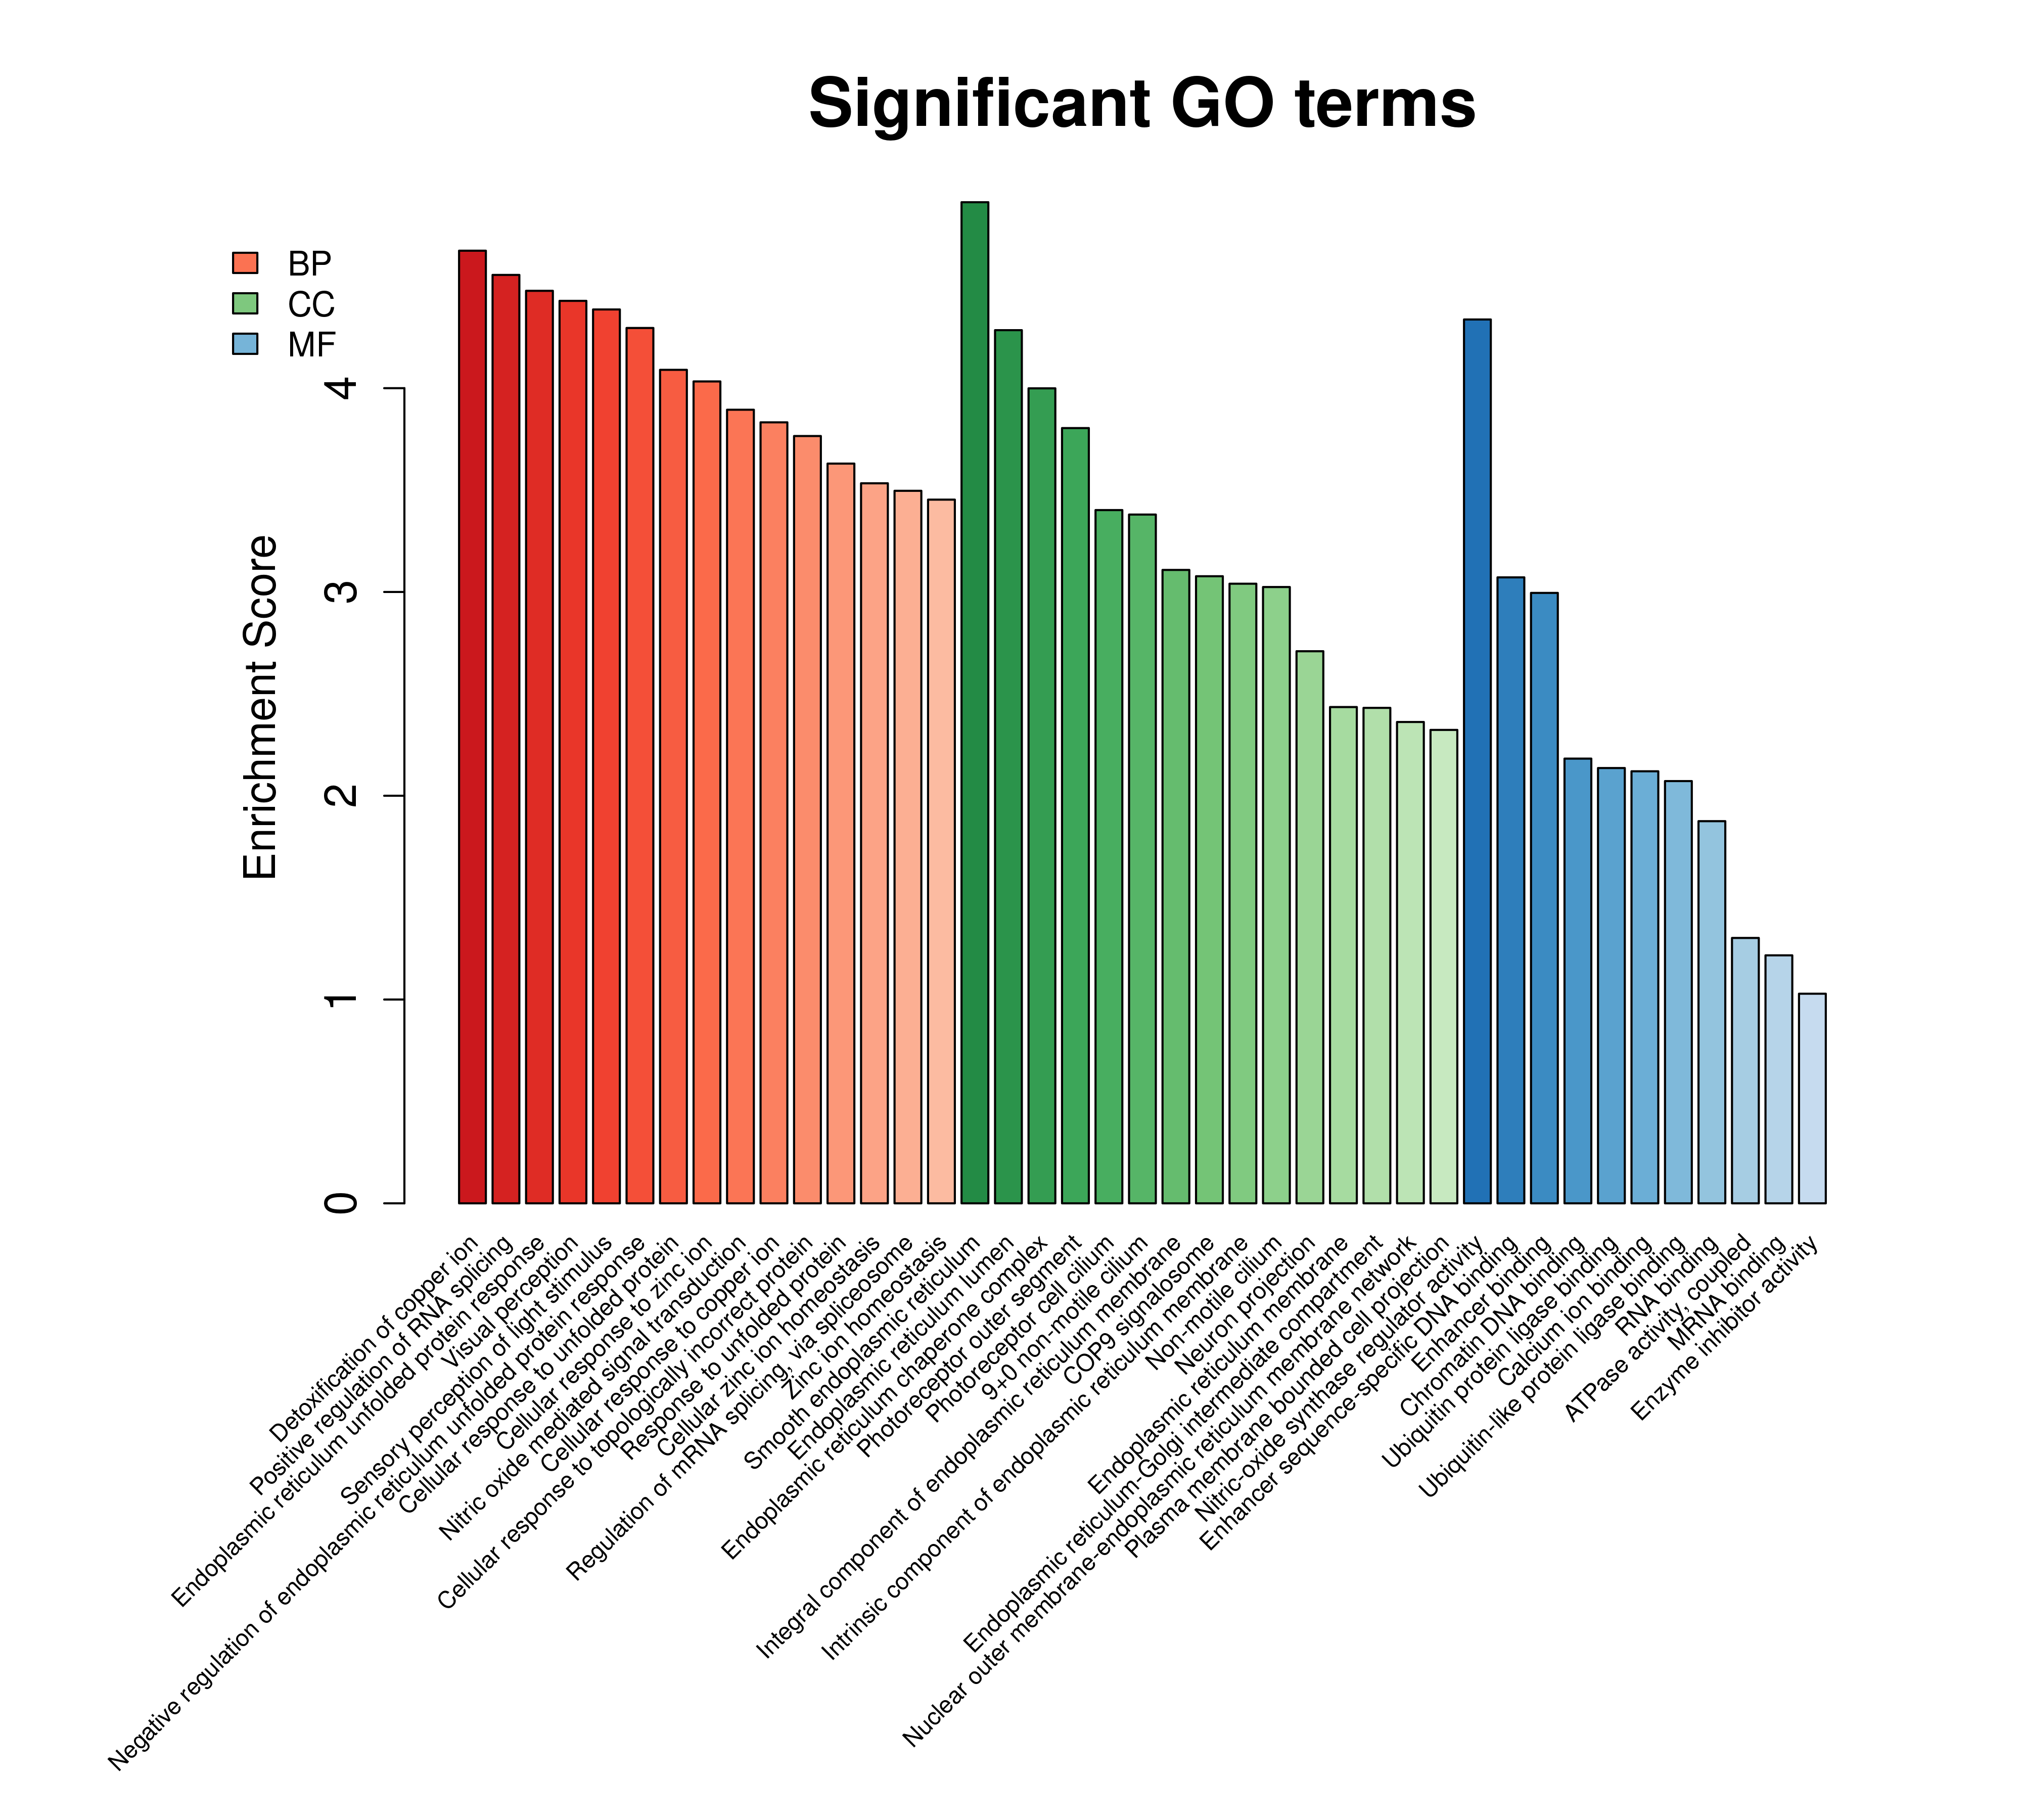 Significant GO terms
BP
CC
MF
Enrichment Score
4
3
2
1
0
Detoxification of copper ion
Positive regulation of RNA splicing
Endoplasmic reticulum unfolded protein response
Visual perception
Sensory perception of light stimulus
Negative regulation of endoplasmic reticulum unfolded protein response
Cellular response to unfolded protein
Cellular response to zinc ion
Nitric oxide mediated signal transduction
Cellular response to copper ion
Cellular response to topologically incorrect protein
Response to unfolded protein
Cellular zinc ion homeostasis
Regulation of mRNA splicing, via spliceosome
Zinc ion homeostasis
Smooth endoplasmic reticulum
Endoplasmic reticulum lumen
Endoplasmic reticulum chaperone complex
Photoreceptor outer segment
Photoreceptor cell cilium
9+0 non-motile cilium
Integral component of endoplasmic reticulum membrane
COP9 signalosome
Intrinsic component of endoplasmic reticulum membrane
Non-motile cilium
Neuron projection
Endoplasmic reticulum membrane
Endoplasmic reticulum-Golgi intermediate compartment
Nuclear outer membrane-endoplasmic reticulum membrane network
Plasma membrane bounded cell projection
Nitric-oxide synthase regulator activity
Enhancer sequence-specific DNA binding
Enhancer binding
Chromatin DNA binding
Ubiquitin protein ligase binding
Calcium ion binding
Ubiquitin-like protein ligase binding
RNA binding
ATPase activity, coupled
MRNA binding
Enzyme inhibitor activity